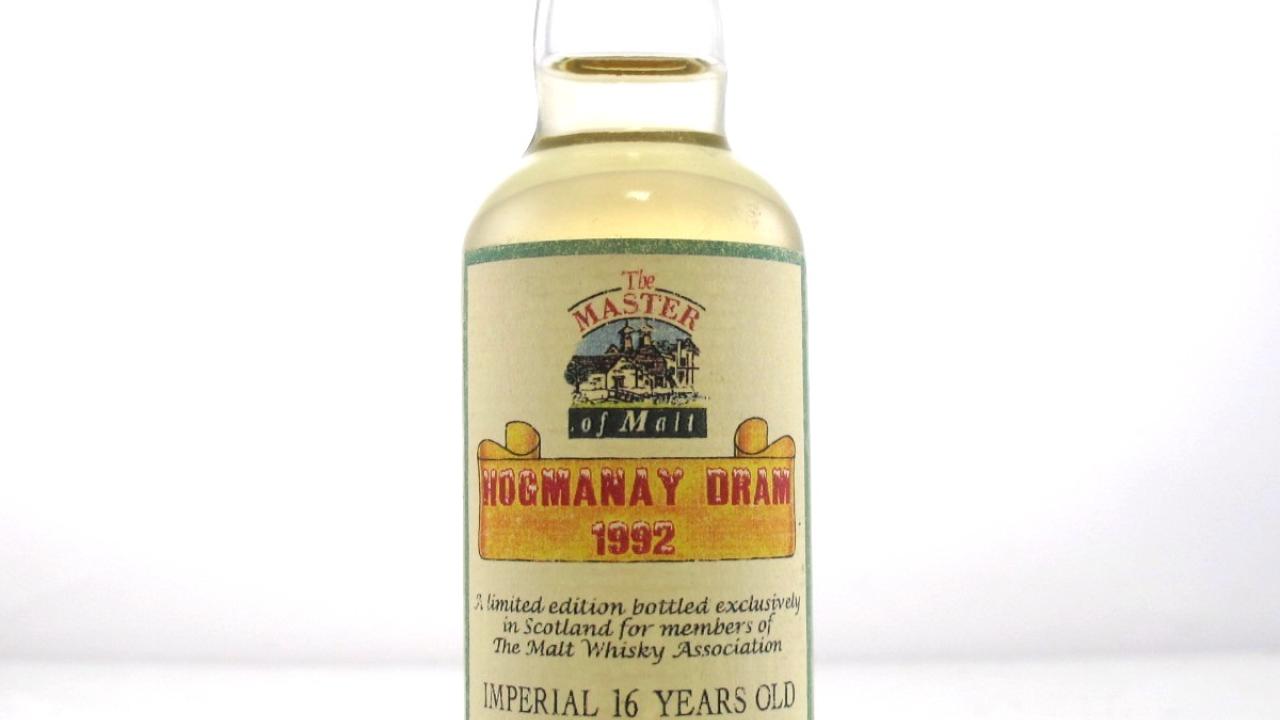 The
MASTER
of Malt
HOGMANAY DRAM
1992
A limited edition bottled exclusively
in Scotland for members of
The Malt Whisky Association
IMPERIAL 16 YEARS OLD